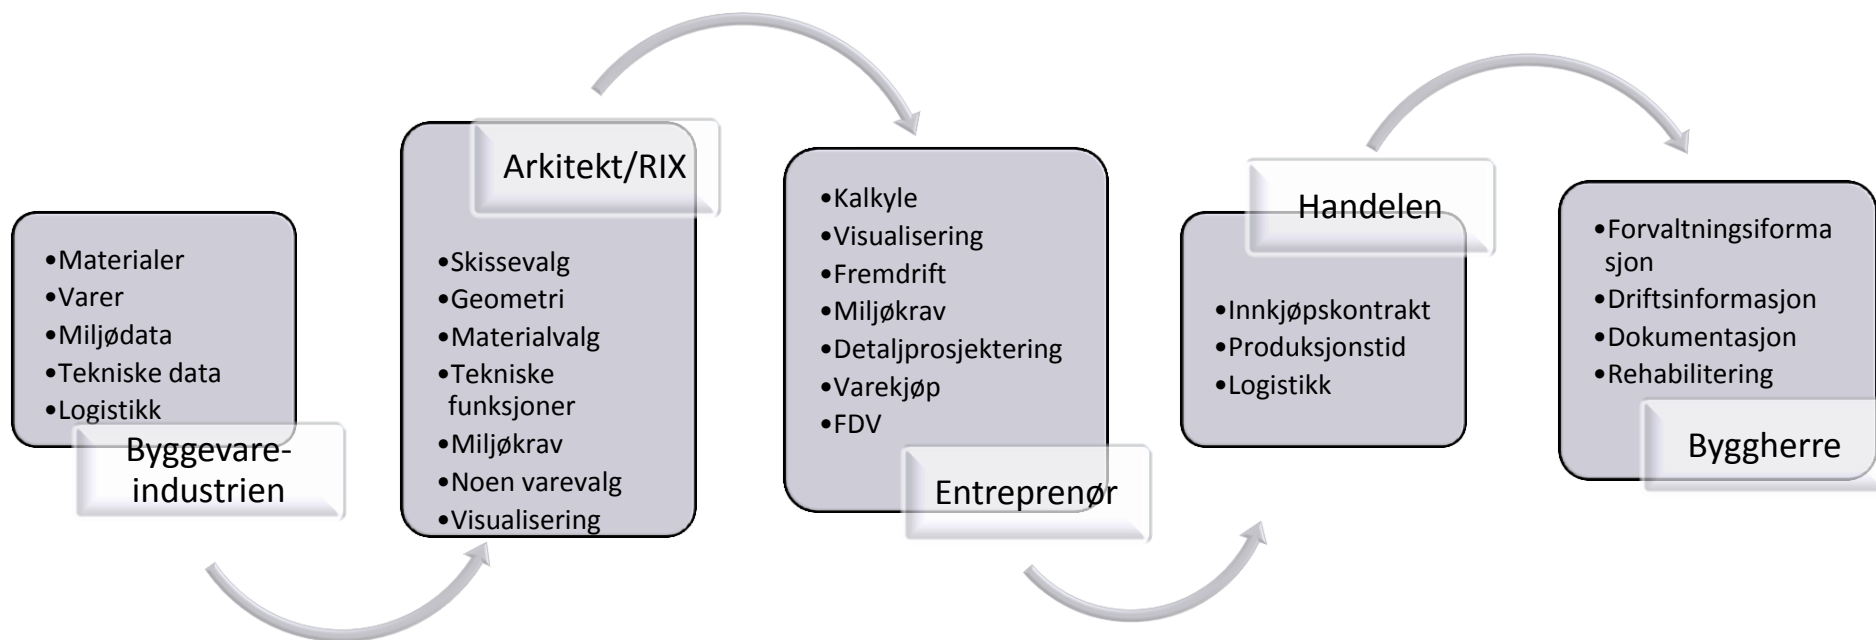 •Materialer
•Varer
•Miljødata
•Tekniske data
•Logistikk
Byggevare-
industrien
Arkitekt/RIX
•Skissevalg
•Geometri
•Materialvalg
•Tekniske
funksjoner
•Miljøkrav
•Noen varevalg
•Visualisering
•Kalkyle
•Visualisering
•Fremdrift
•Miljøkrav
•Detaljprosjektering
•Varekjøp
•FDV
Entreprenør
Handelen
•Innkjøpskontrakt
•Produksjonstid
•Logistikk
•Forvaltningsiforma
sjon
•Driftsinformasjon
•Dokumentasjon
•Rehabilitering
Byggherre